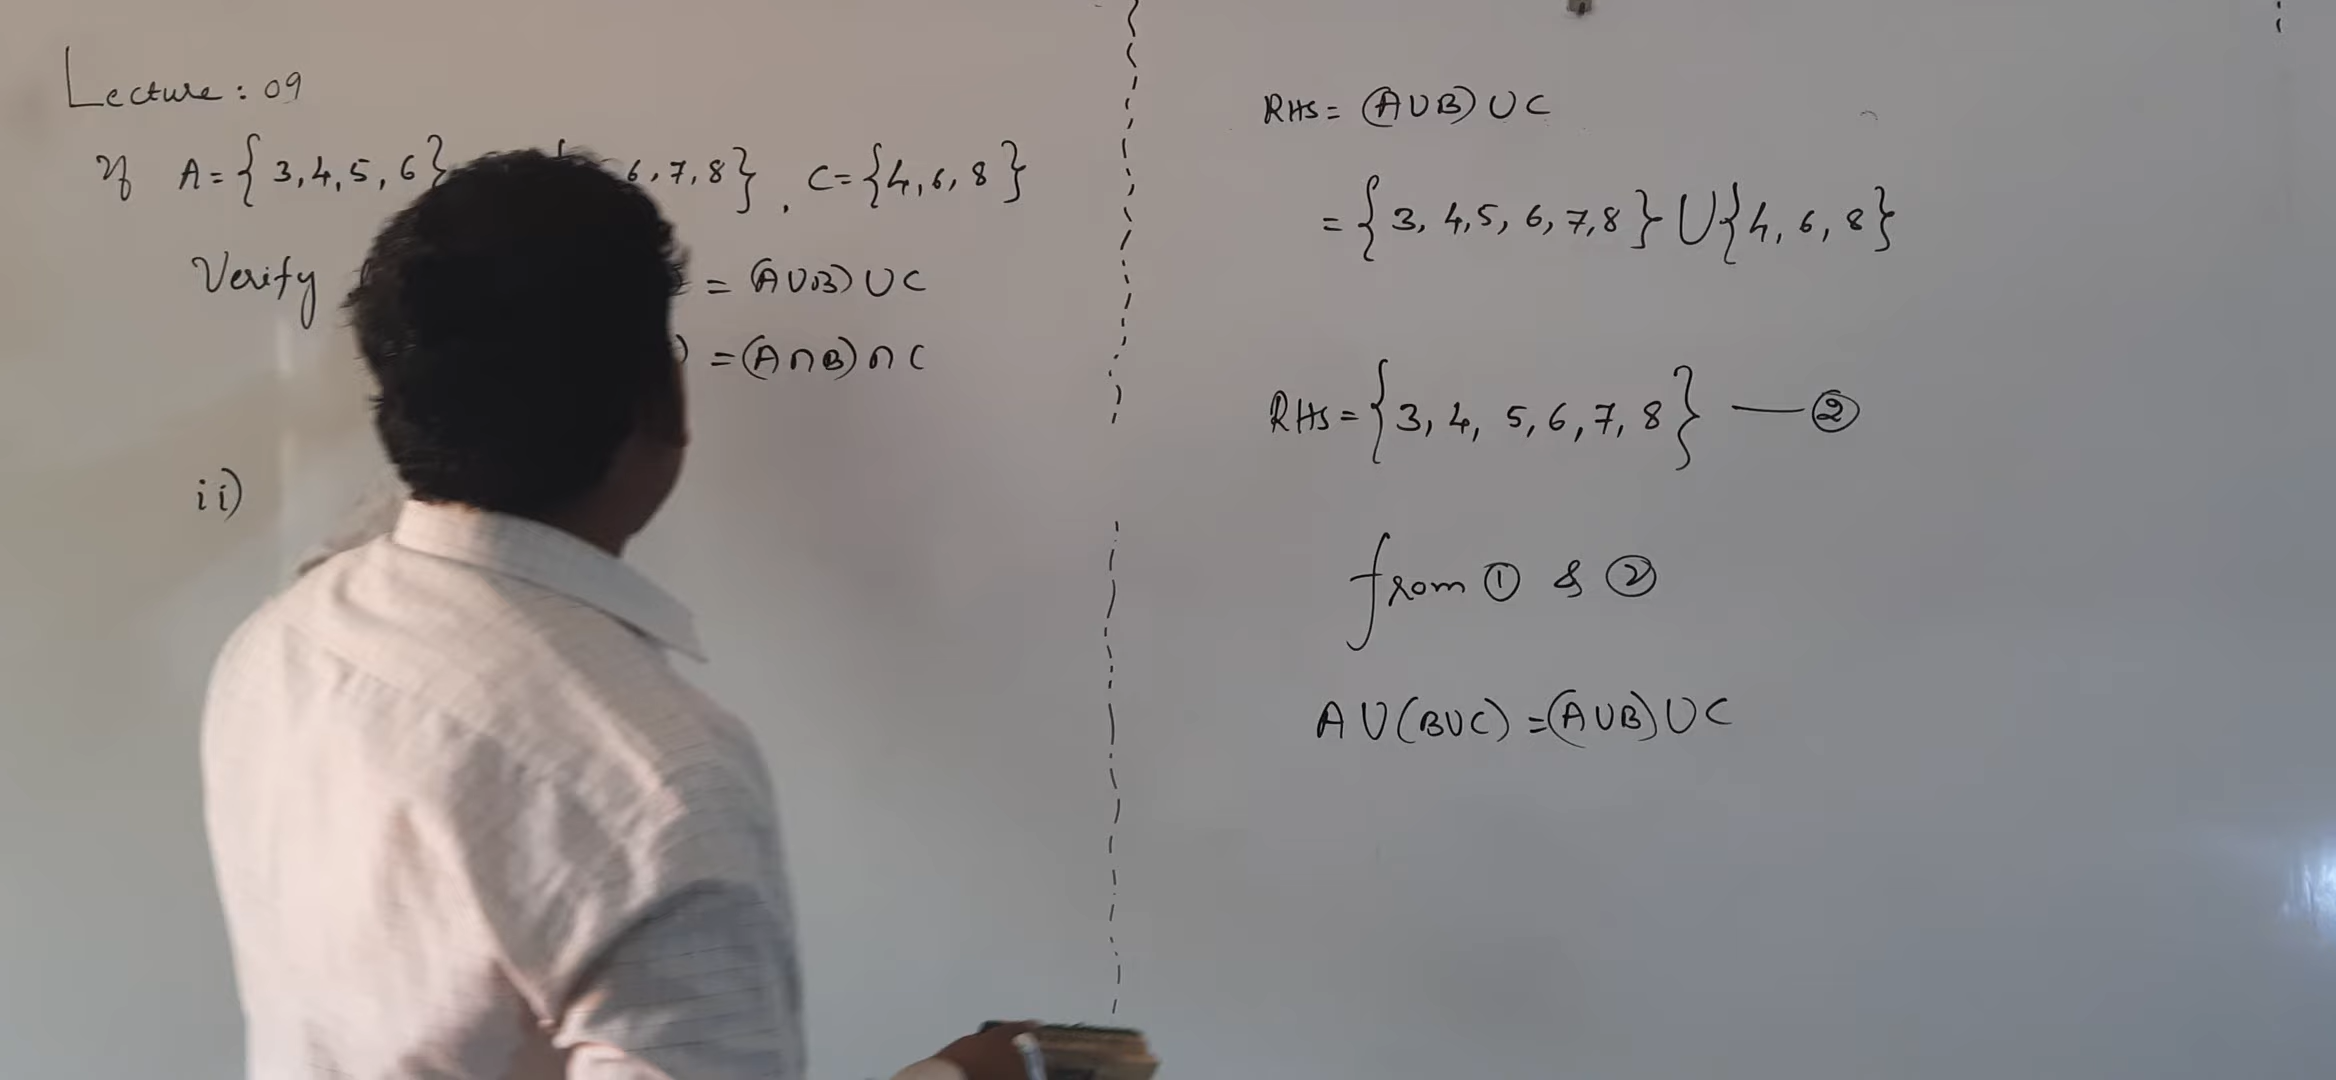 Lecture: 09
If A = { 3, 4, 5, 6 } 6, 7, 8 } , C = { 4, 6, 8 }
Verify = (A ∪ B) ∪ C
) = (A ∩ B) ∩ C
ii)
RHS = (A ∪ B) ∪ C
= { 3, 4, 5, 6, 7, 8 } ∪ { 4, 6, 8 }
RHS = { 3, 4, 5, 6, 7, 8 } — ②
from ① & ②
A ∪ (B ∪ C) = (A ∪ B) ∪ C